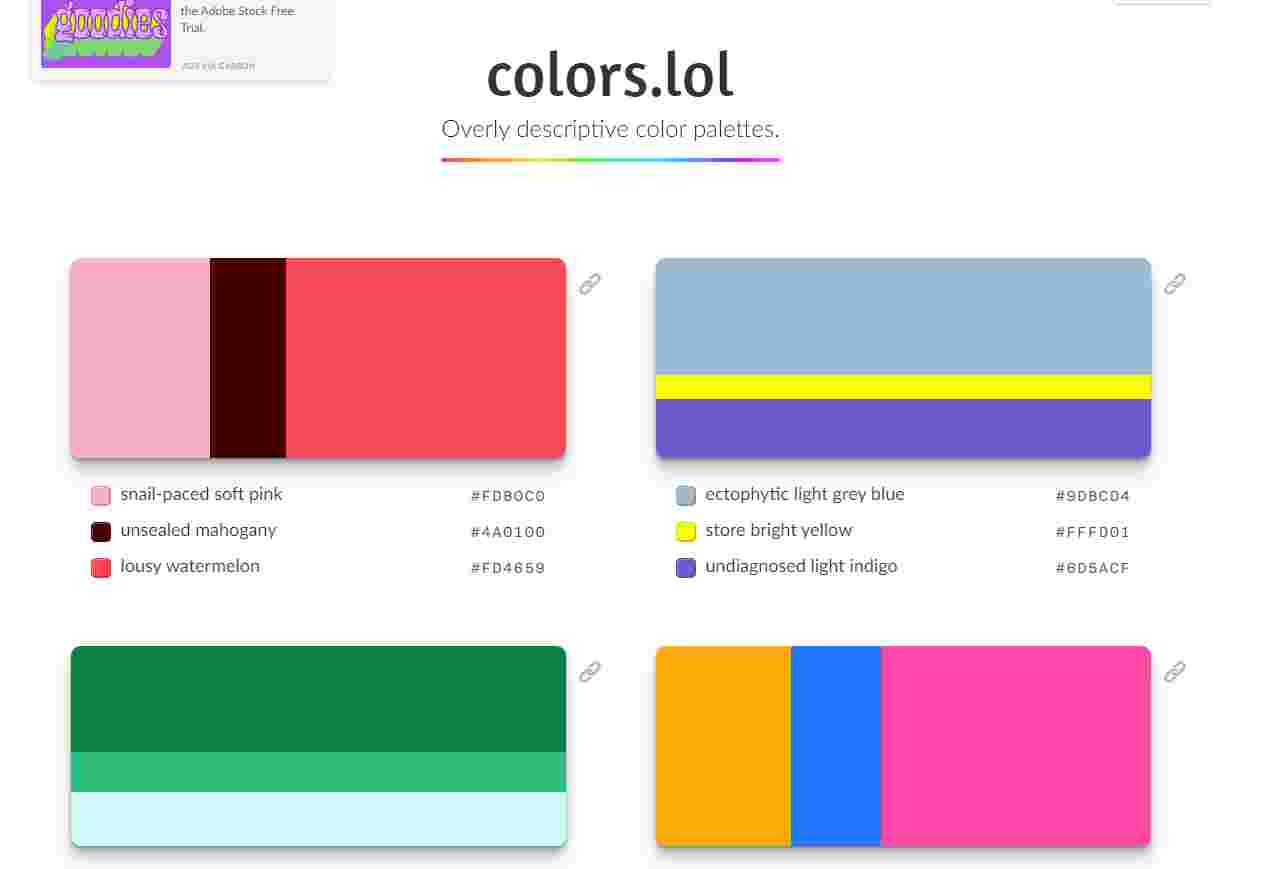 goodies
the Adobe Stock Free
Trial.
ADS VIA CARBON
colors.lol
Overly descriptive color palettes.
snail-paced soft pink #FDB0C0
unsealed mahogany #4A0100
lousy watermelon #FD4659
ectophytic light grey blue #9DBCD4
store bright yellow #FFFD01
undiagnosed light indigo #6D5ACF